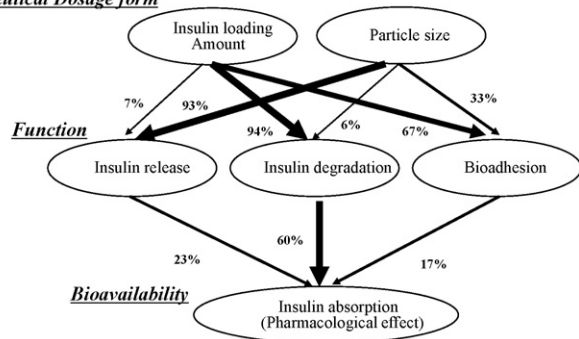 Dosage form
Insulin loading
Amount
Particle size
7%
93%
33%
Function
94%
6%
67%
Insulin release
Insulin degradation
Bioadhesion
23%
60%
17%
Bioavailability
Insulin absorption
(Pharmacological effect)